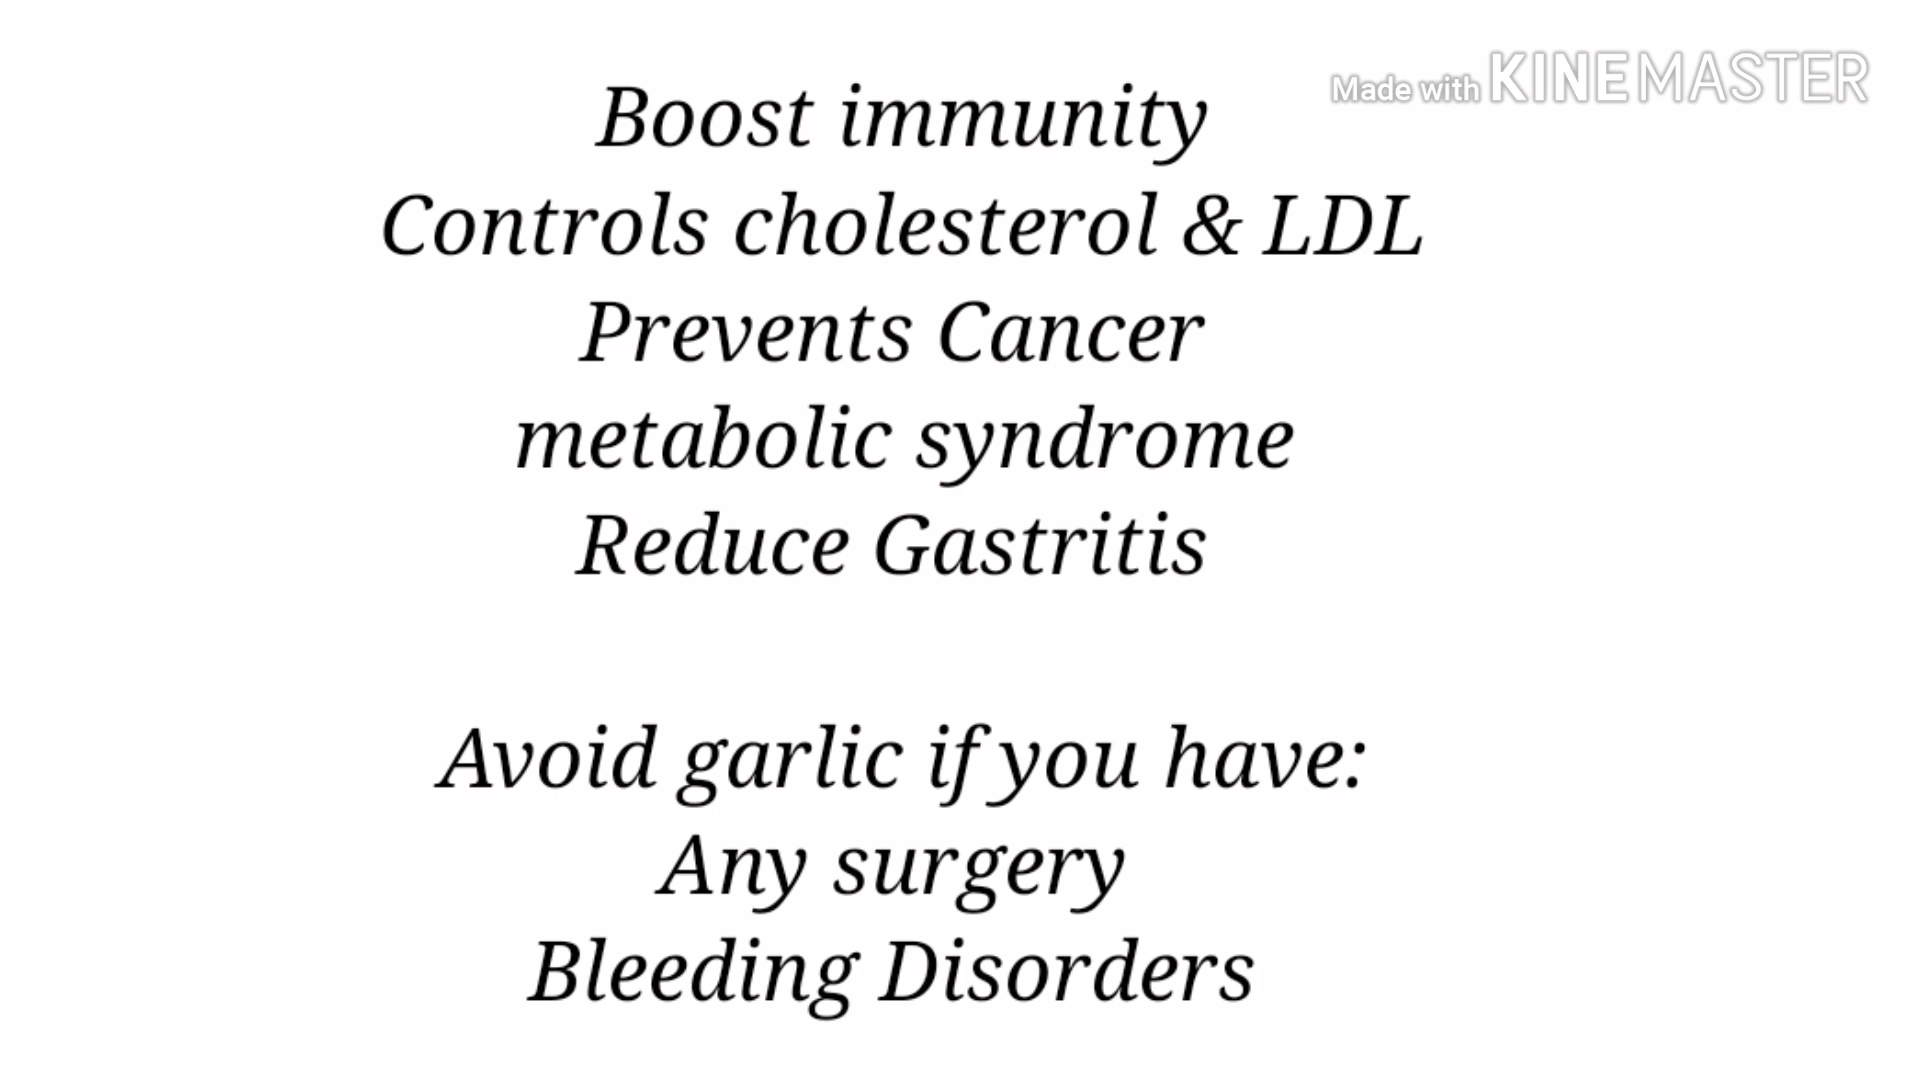 Made with KINEMASTER
Boost immunity
Controls cholesterol & LDL
Prevents Cancer
metabolic syndrome
Reduce Gastritis
Avoid garlic if you have:
Any surgery
Bleeding Disorders